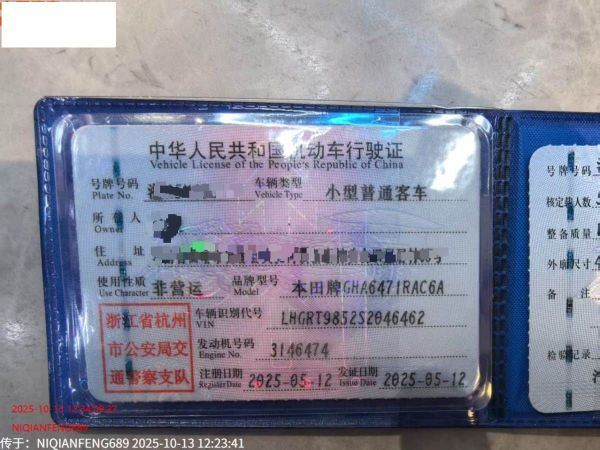 中华人民共和国机动车行驶证
Vehicle License of the People's Republic of China
号牌号码 车辆类型 小型普通客车
Plate No. Vehicle Type
所有人
Owner
住址
Address
使用性质 非营运 品牌型号 本田牌GHA6471RAC6A
Use Character Model
浙江省杭州
市公安局交
通警察支队
车辆识别代号 LHGRT9852S2046462
VIN
发动机号码 3146474
Engine No.
注册日期 2025-05-12 发证日期 2025-05-12
Register Date Issue Date
核定载人数
整备质量
外廓尺寸
备注
检验记录
NIQIANFENG689
传于：NIQIANFENG689 2025-10-13 12:23:41